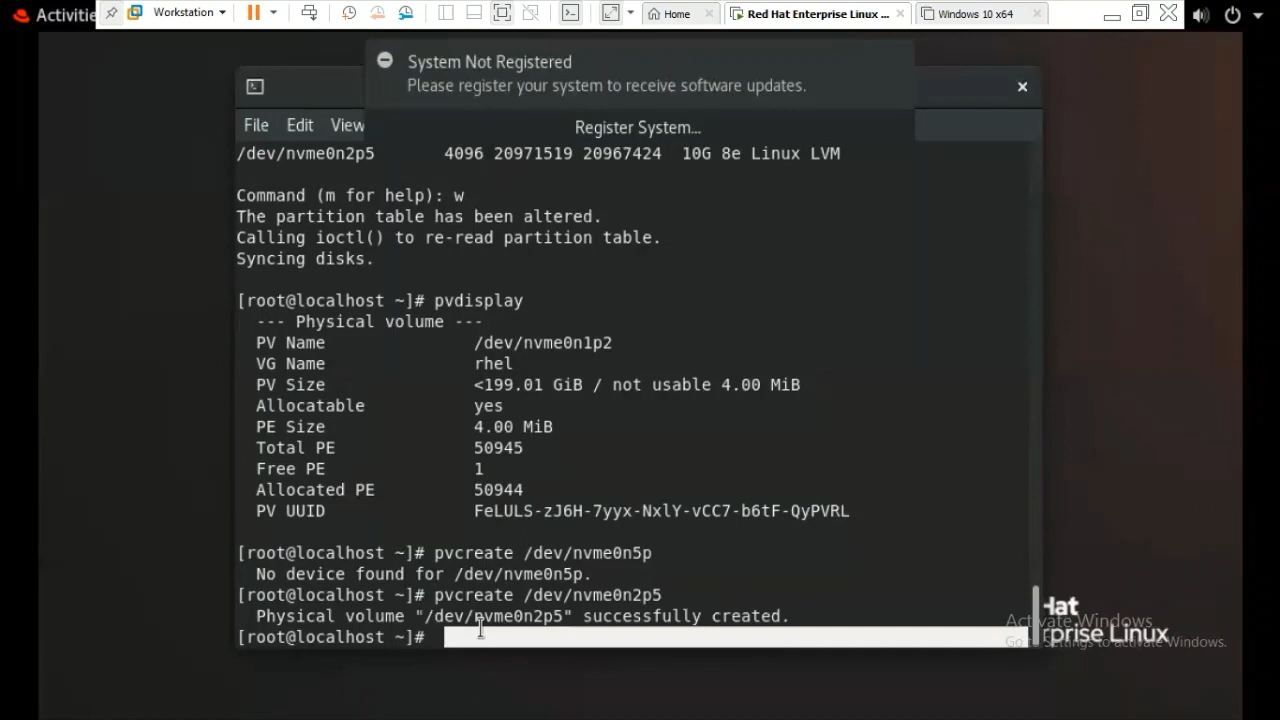 Workstation
Home
Red Hat Enterprise Linux ...
Windows 10 x64
Activitie
System Not Registered
Please register your system to receive software updates.
Register System...
File Edit View
/dev/nvme0n2p5 4096 20971519 20967424 10G 8e Linux LVM
Command (m for help): w
The partition table has been altered.
Calling ioctl() to re-read partition table.
Syncing disks.
[root@localhost ~]# pvdisplay
--- Physical volume ---
PV Name /dev/nvme0n1p2
VG Name rhel
PV Size <199.01 GiB / not usable 4.00 MiB
Allocatable yes
PE Size 4.00 MiB
Total PE 50945
Free PE 1
Allocated PE 50944
PV UUID FeLULS-zJ6H-7yyx-NxlY-vCC7-b6tF-QyPVRL
[root@localhost ~]# pvcreate /dev/nvme0n5p
No device found for /dev/nvme0n5p.
[root@localhost ~]# pvcreate /dev/nvme0n2p5
Physical volume "/dev/nvme0n2p5" successfully created.
[root@localhost ~]#
Hat
rprise Linux
Activate Windows
Go to Settings to activate Windows.